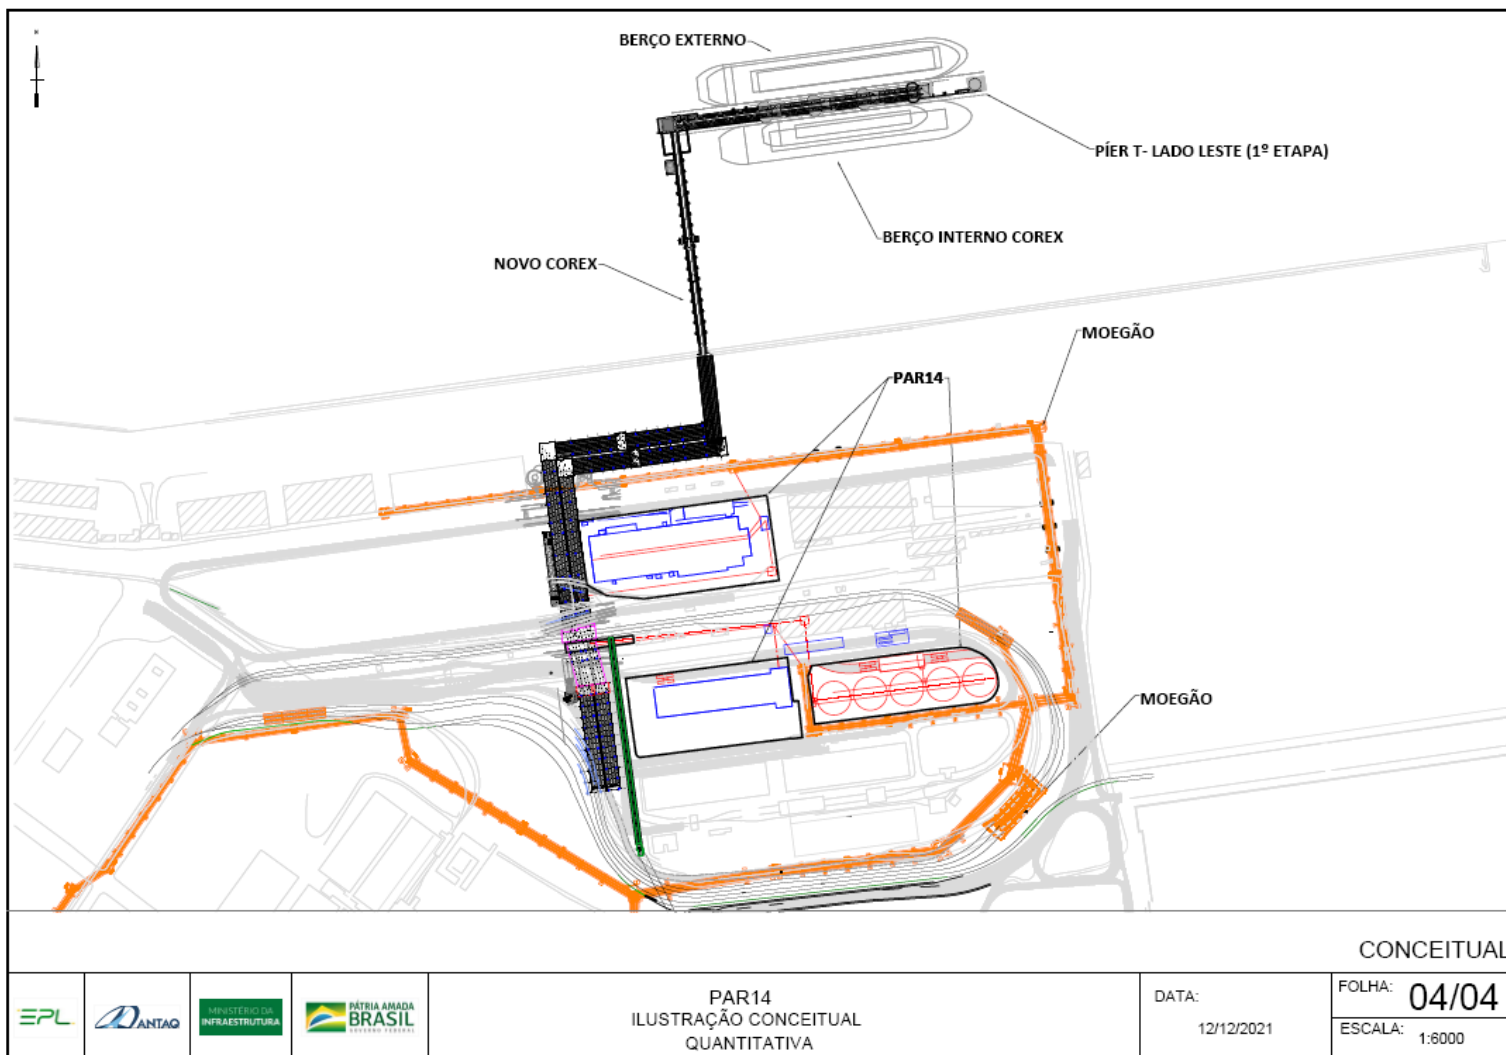 BERÇO EXTERNO
PÍER T- LADO LESTE (1º ETAPA)
BERÇO INTERNO COREX
NOVO COREX
MOEGÃO
PAR14
MOEGÃO
CONCEITUAL
EPL
ANTAQ
MINISTÉRIO DA
INFRAESTRUTURA
PÁTRIA AMADA
BRASIL
GOVERNO FEDERAL
PAR14
ILUSTRAÇÃO CONCEITUAL
QUANTITATIVA
DATA:
12/12/2021
FOLHA: 04/04
ESCALA: 1:6000